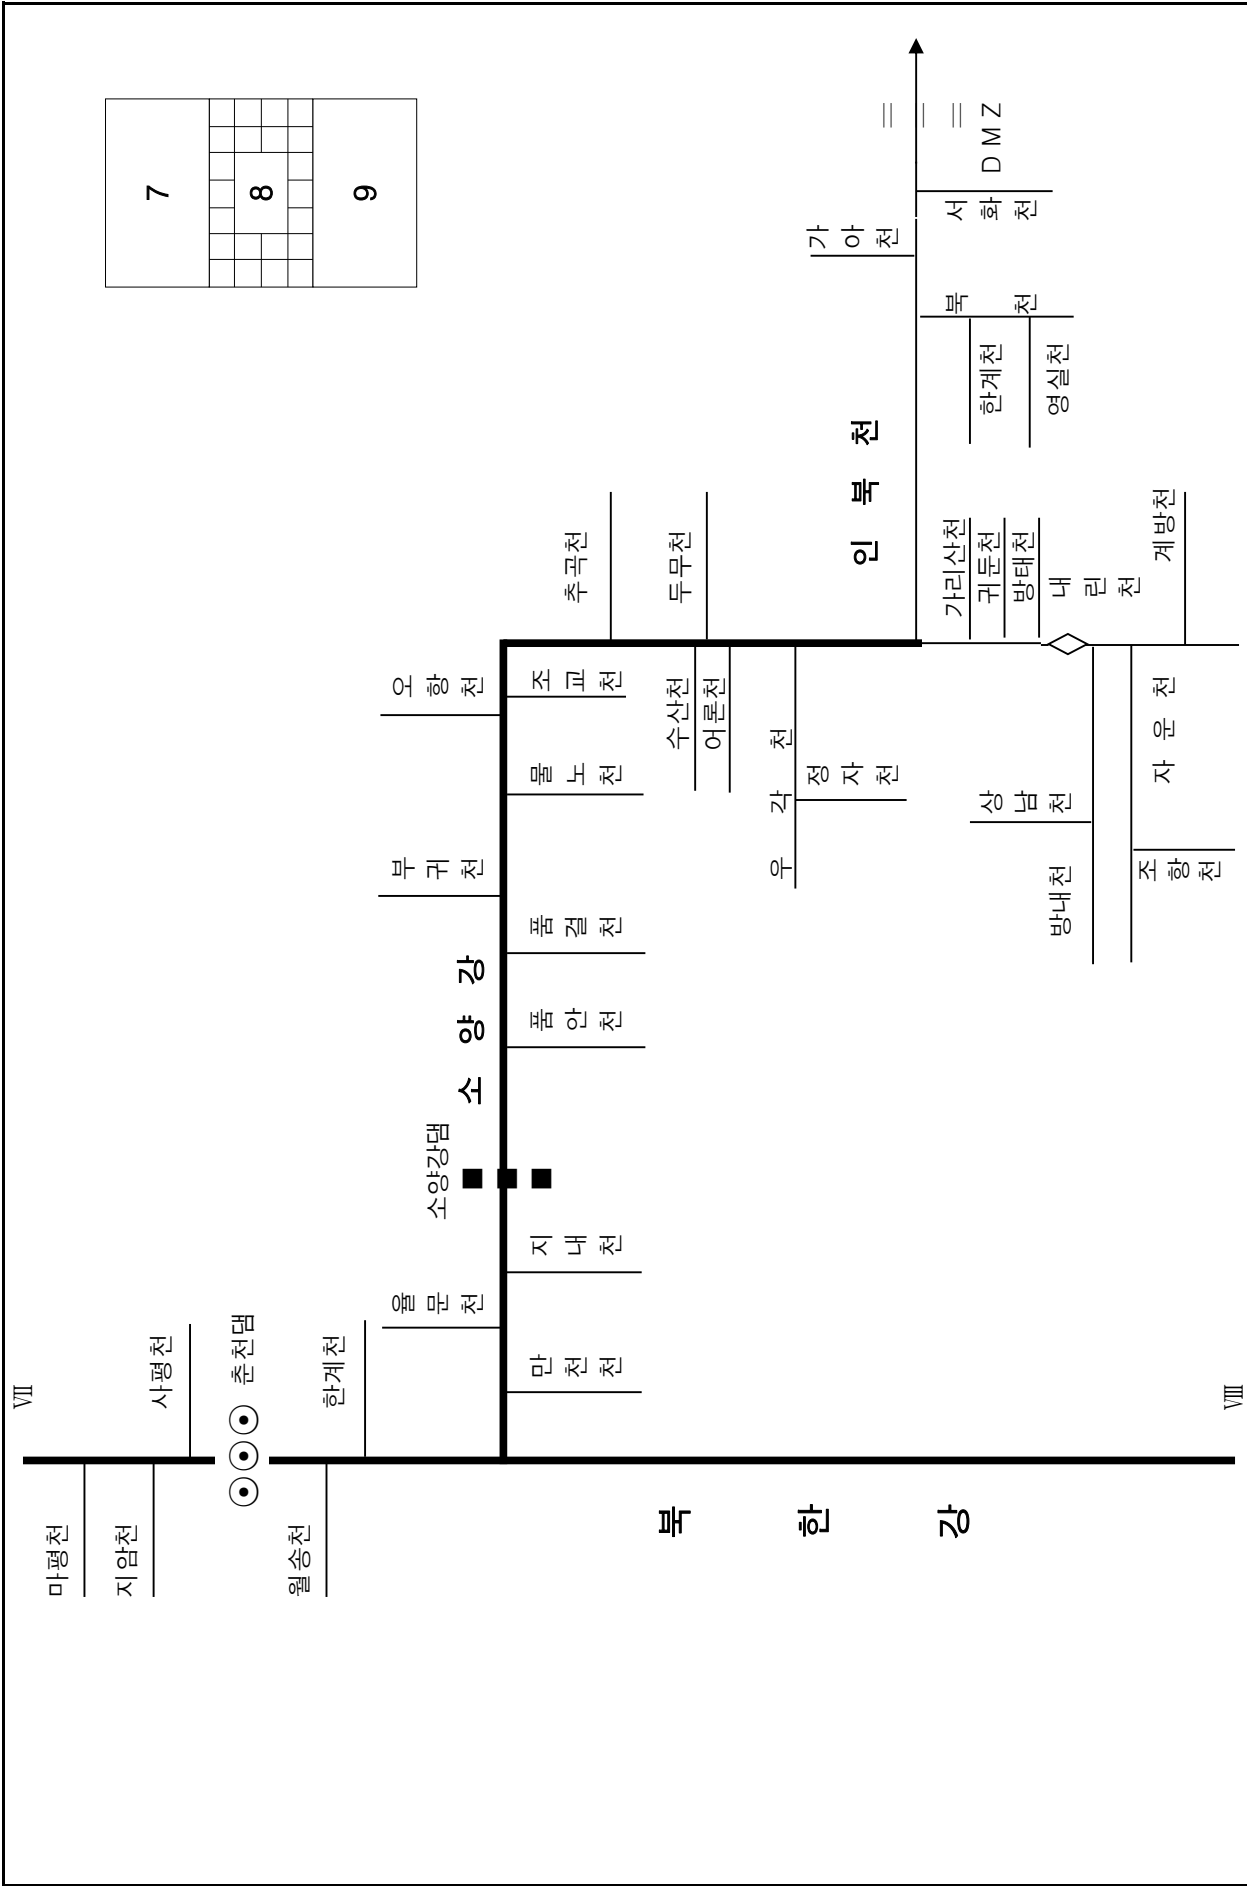 Ⅶ
마평천
지암천
사평천
7
춘천댐
8
월송천
한계천
9
율문천
소양강댐
부귀천
오항천
소 양 강
만천천
지내천
품안천
품결천
물노천
조교천
추곡천
북 한 강
수산천
두무천
어론천
우 각 천
정자천
가아천
인 북 천
가리산천
북 천
서화천
귀둔천
한계천
DMZ
상남천
방태천
영실천
방내천
내린천
조항천
자 운 천
계방천
Ⅷ